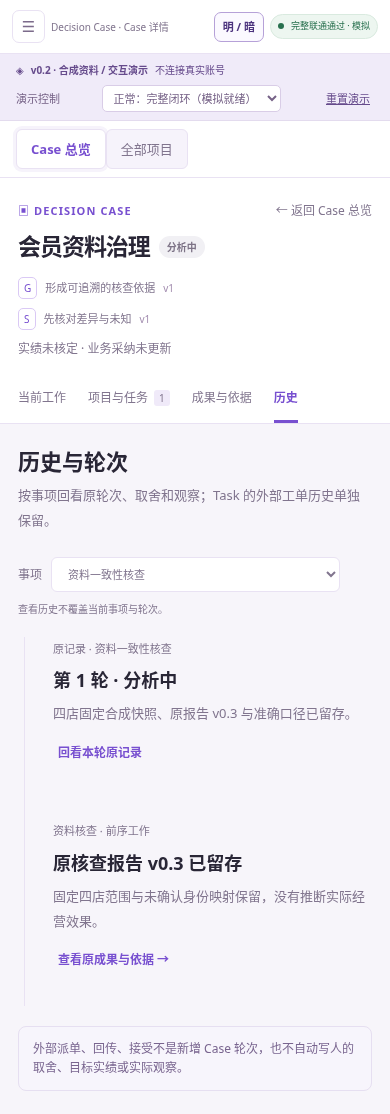 ☰ Decision Case · Case 详情 明 / 暗 ● 完整联通通过 · 模拟
◈ v0.2 · 合成资料 / 交互演示 不连接真实账号
演示控制 正常：完整闭环（模拟就绪） 重置演示
Case 总览 全部项目
DECISION CASE ← 返回 Case 总览
会员资料治理 分析中
G 形成可追溯的核查依据 v1
S 先核对差异与未知 v1
实绩未核定 · 业务采纳未更新
当前工作 项目与任务 1 成果与依据 历史
历史与轮次
按事项回看原轮次、取舍和观察；Task 的外部工单历史单独
保留。
事项 资料一致性核查
查看历史不覆盖当前事项与轮次。
原记录 · 资料一致性核查
第 1 轮 · 分析中
四店固定合成快照、原报告 v0.3 与准确口径已留存。
回看本轮原记录
资料核查 · 前序工作
原核查报告 v0.3 已留存
固定四店范围与未确认身份映射保留，没有推断实际经
营效果。
查看原成果与依据 →
外部派单、回传、接受不是新增 Case 轮次，也不自动写人的
取舍、目标实绩或实际观察。